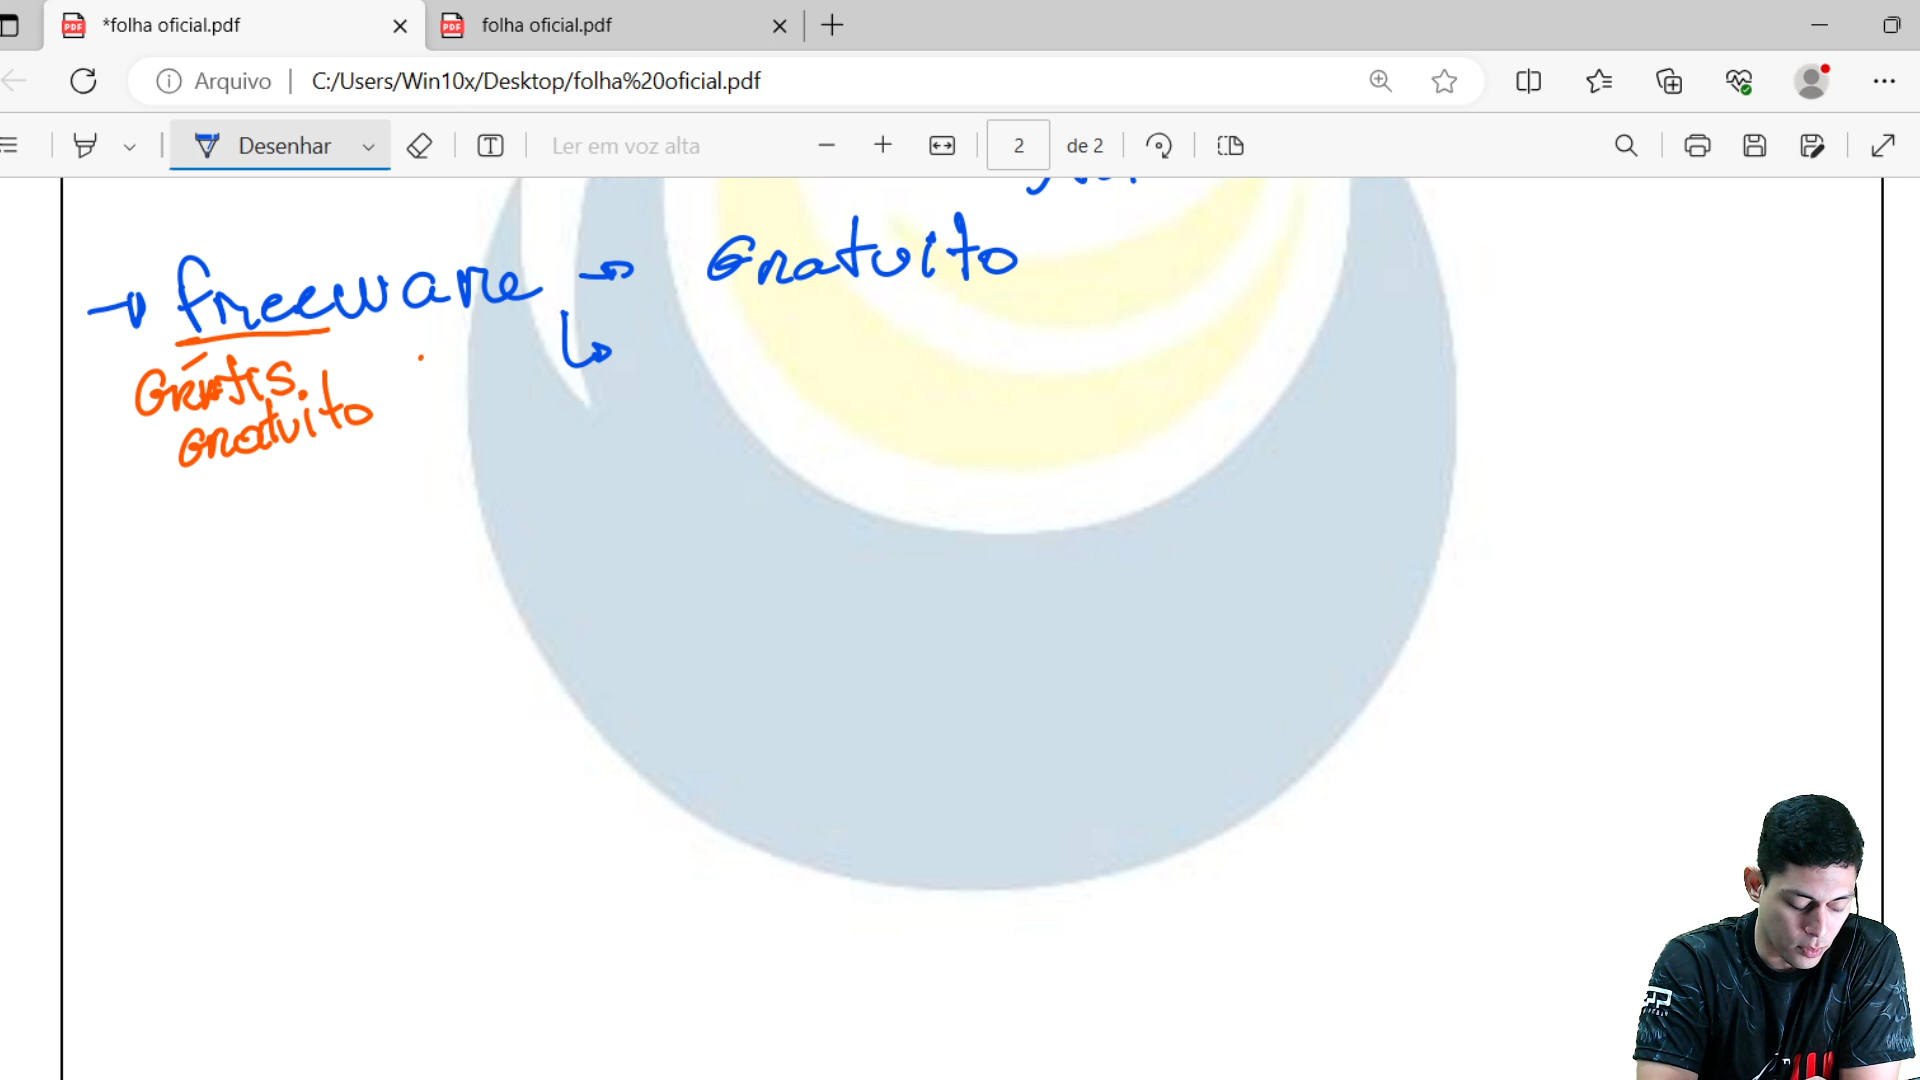 *folha oficial.pdf
folha oficial.pdf
Arquivo
C:/Users/Win10x/Desktop/folha%20oficial.pdf
Desenhar
Ler em voz alta
2
de 2
→ freeware → Gratuito
Grátis.
Gratuito